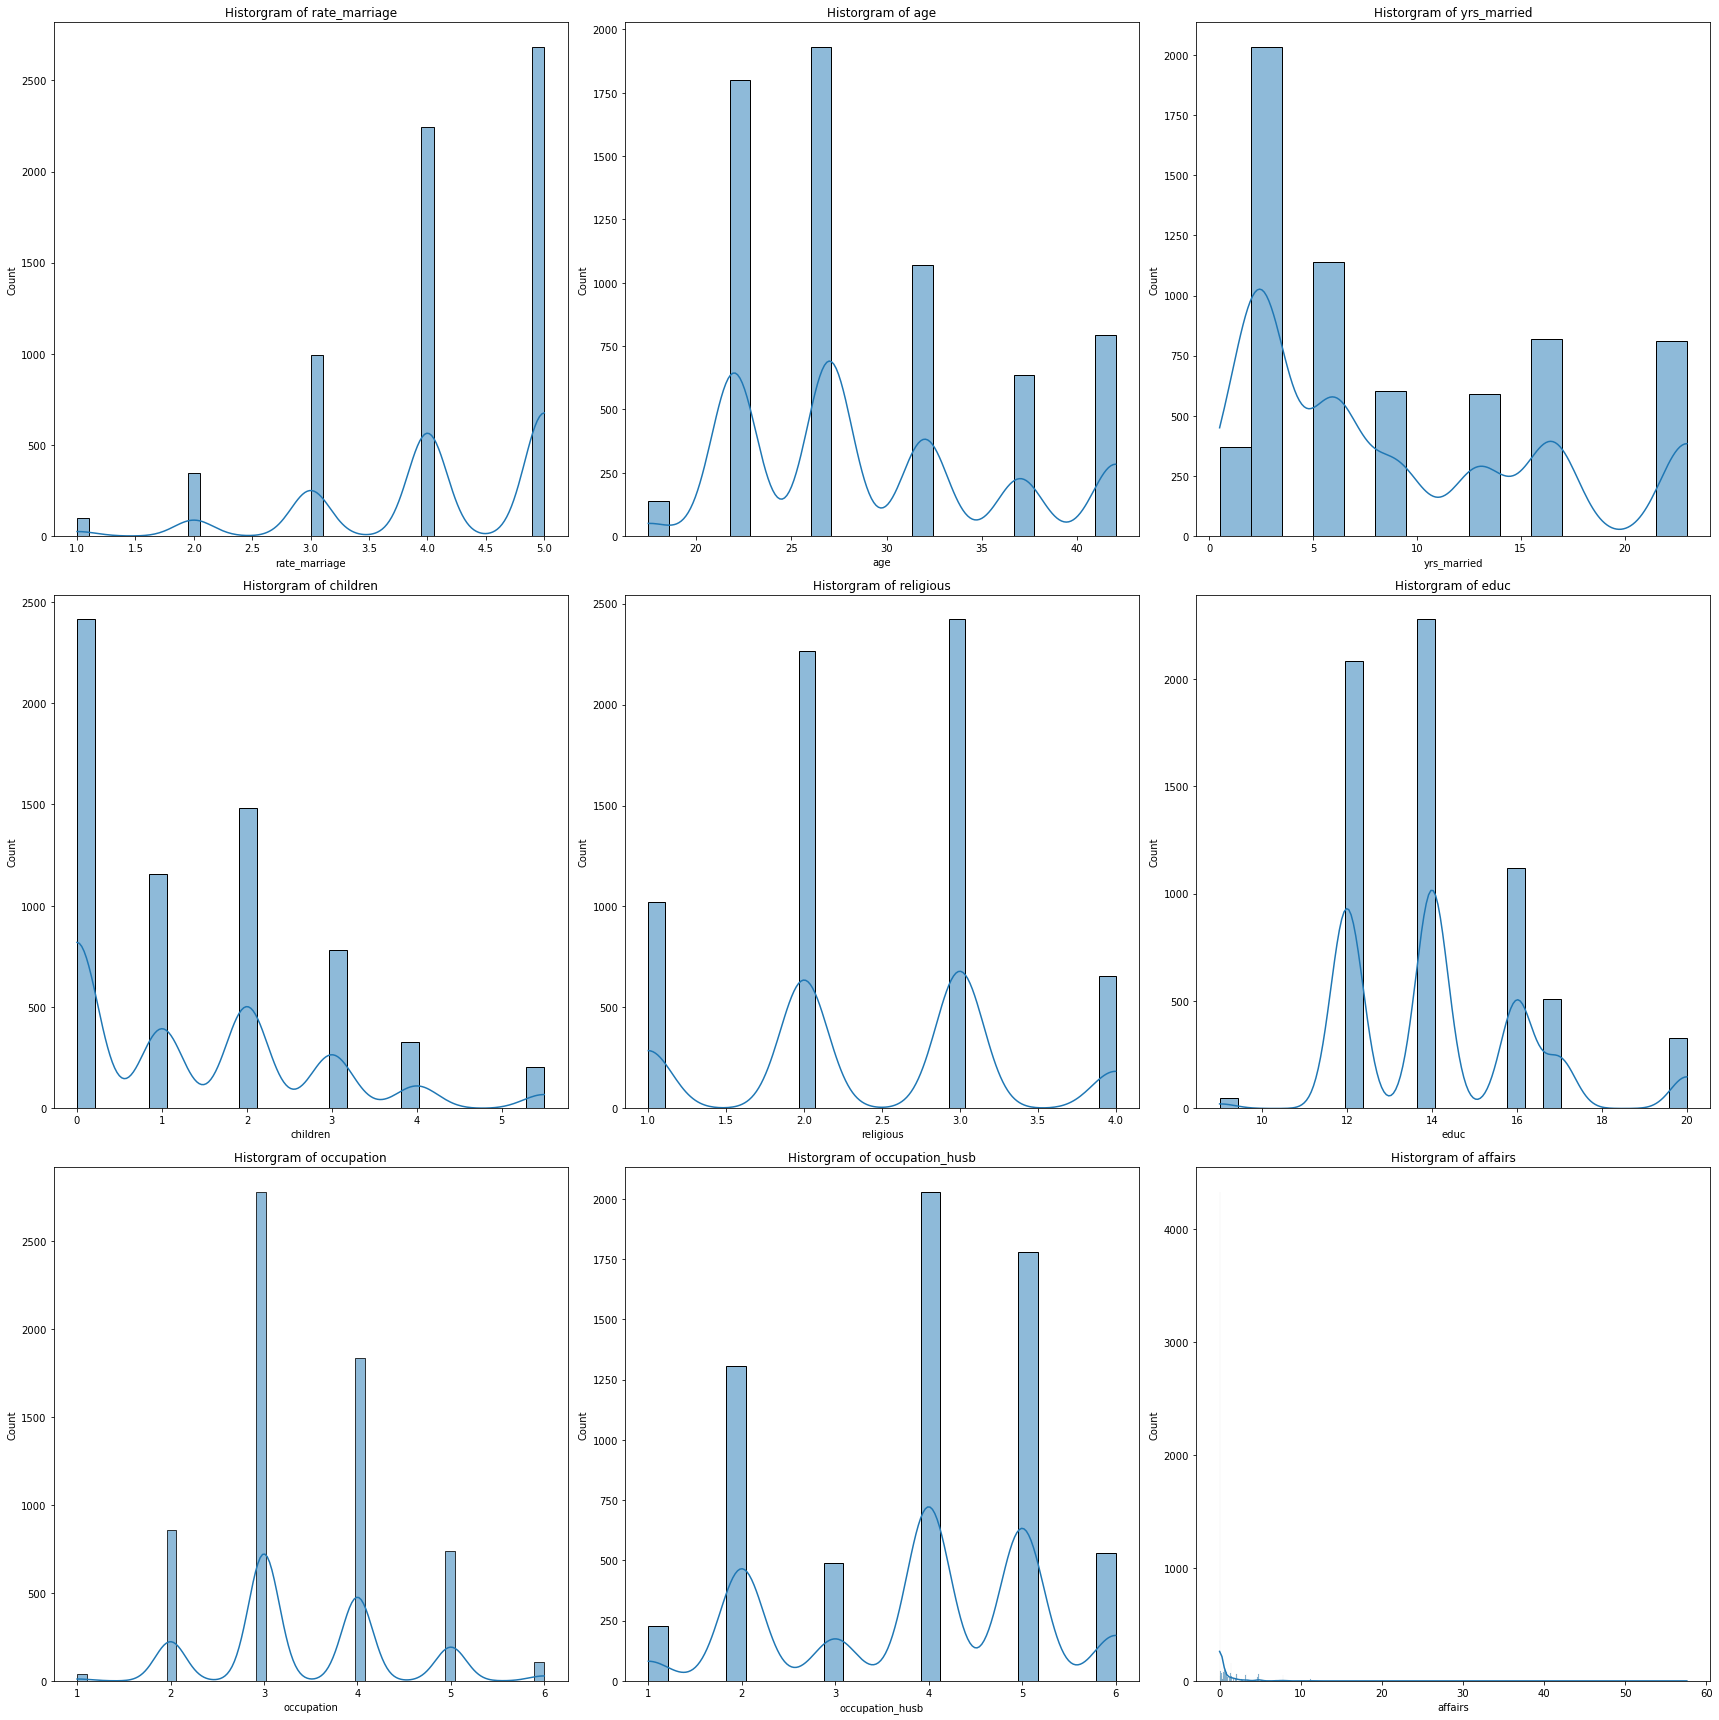 Historgram of rate_marriage
Count
2500
2000
1500
1000
500
0
1.0 1.5 2.0 2.5 3.0 3.5 4.0 4.5 5.0
rate_marriage
Historgram of age
Count
2000
1750
1500
1250
1000
750
500
250
0
20 25 30 35 40
age
Historgram of yrs_married
Count
2000
1750
1500
1250
1000
750
500
250
0
0 5 10 15 20
yrs_married
Historgram of children
Count
2500
2000
1500
1000
500
0
0 1 2 3 4 5
children
Historgram of religious
Count
2500
2000
1500
1000
500
0
1.0 1.5 2.0 2.5 3.0 3.5 4.0
religious
Historgram of educ
Count
2000
1500
1000
500
0
10 12 14 16 18 20
educ
Historgram of occupation
Count
2500
2000
1500
1000
500
0
1 2 3 4 5 6
occupation
Historgram of occupation_husb
Count
2000
1750
1500
1250
1000
750
500
250
0
1 2 3 4 5 6
occupation_husb
Historgram of affairs
Count
4000
3000
2000
1000
0
0 10 20 30 40 50 60
affairs